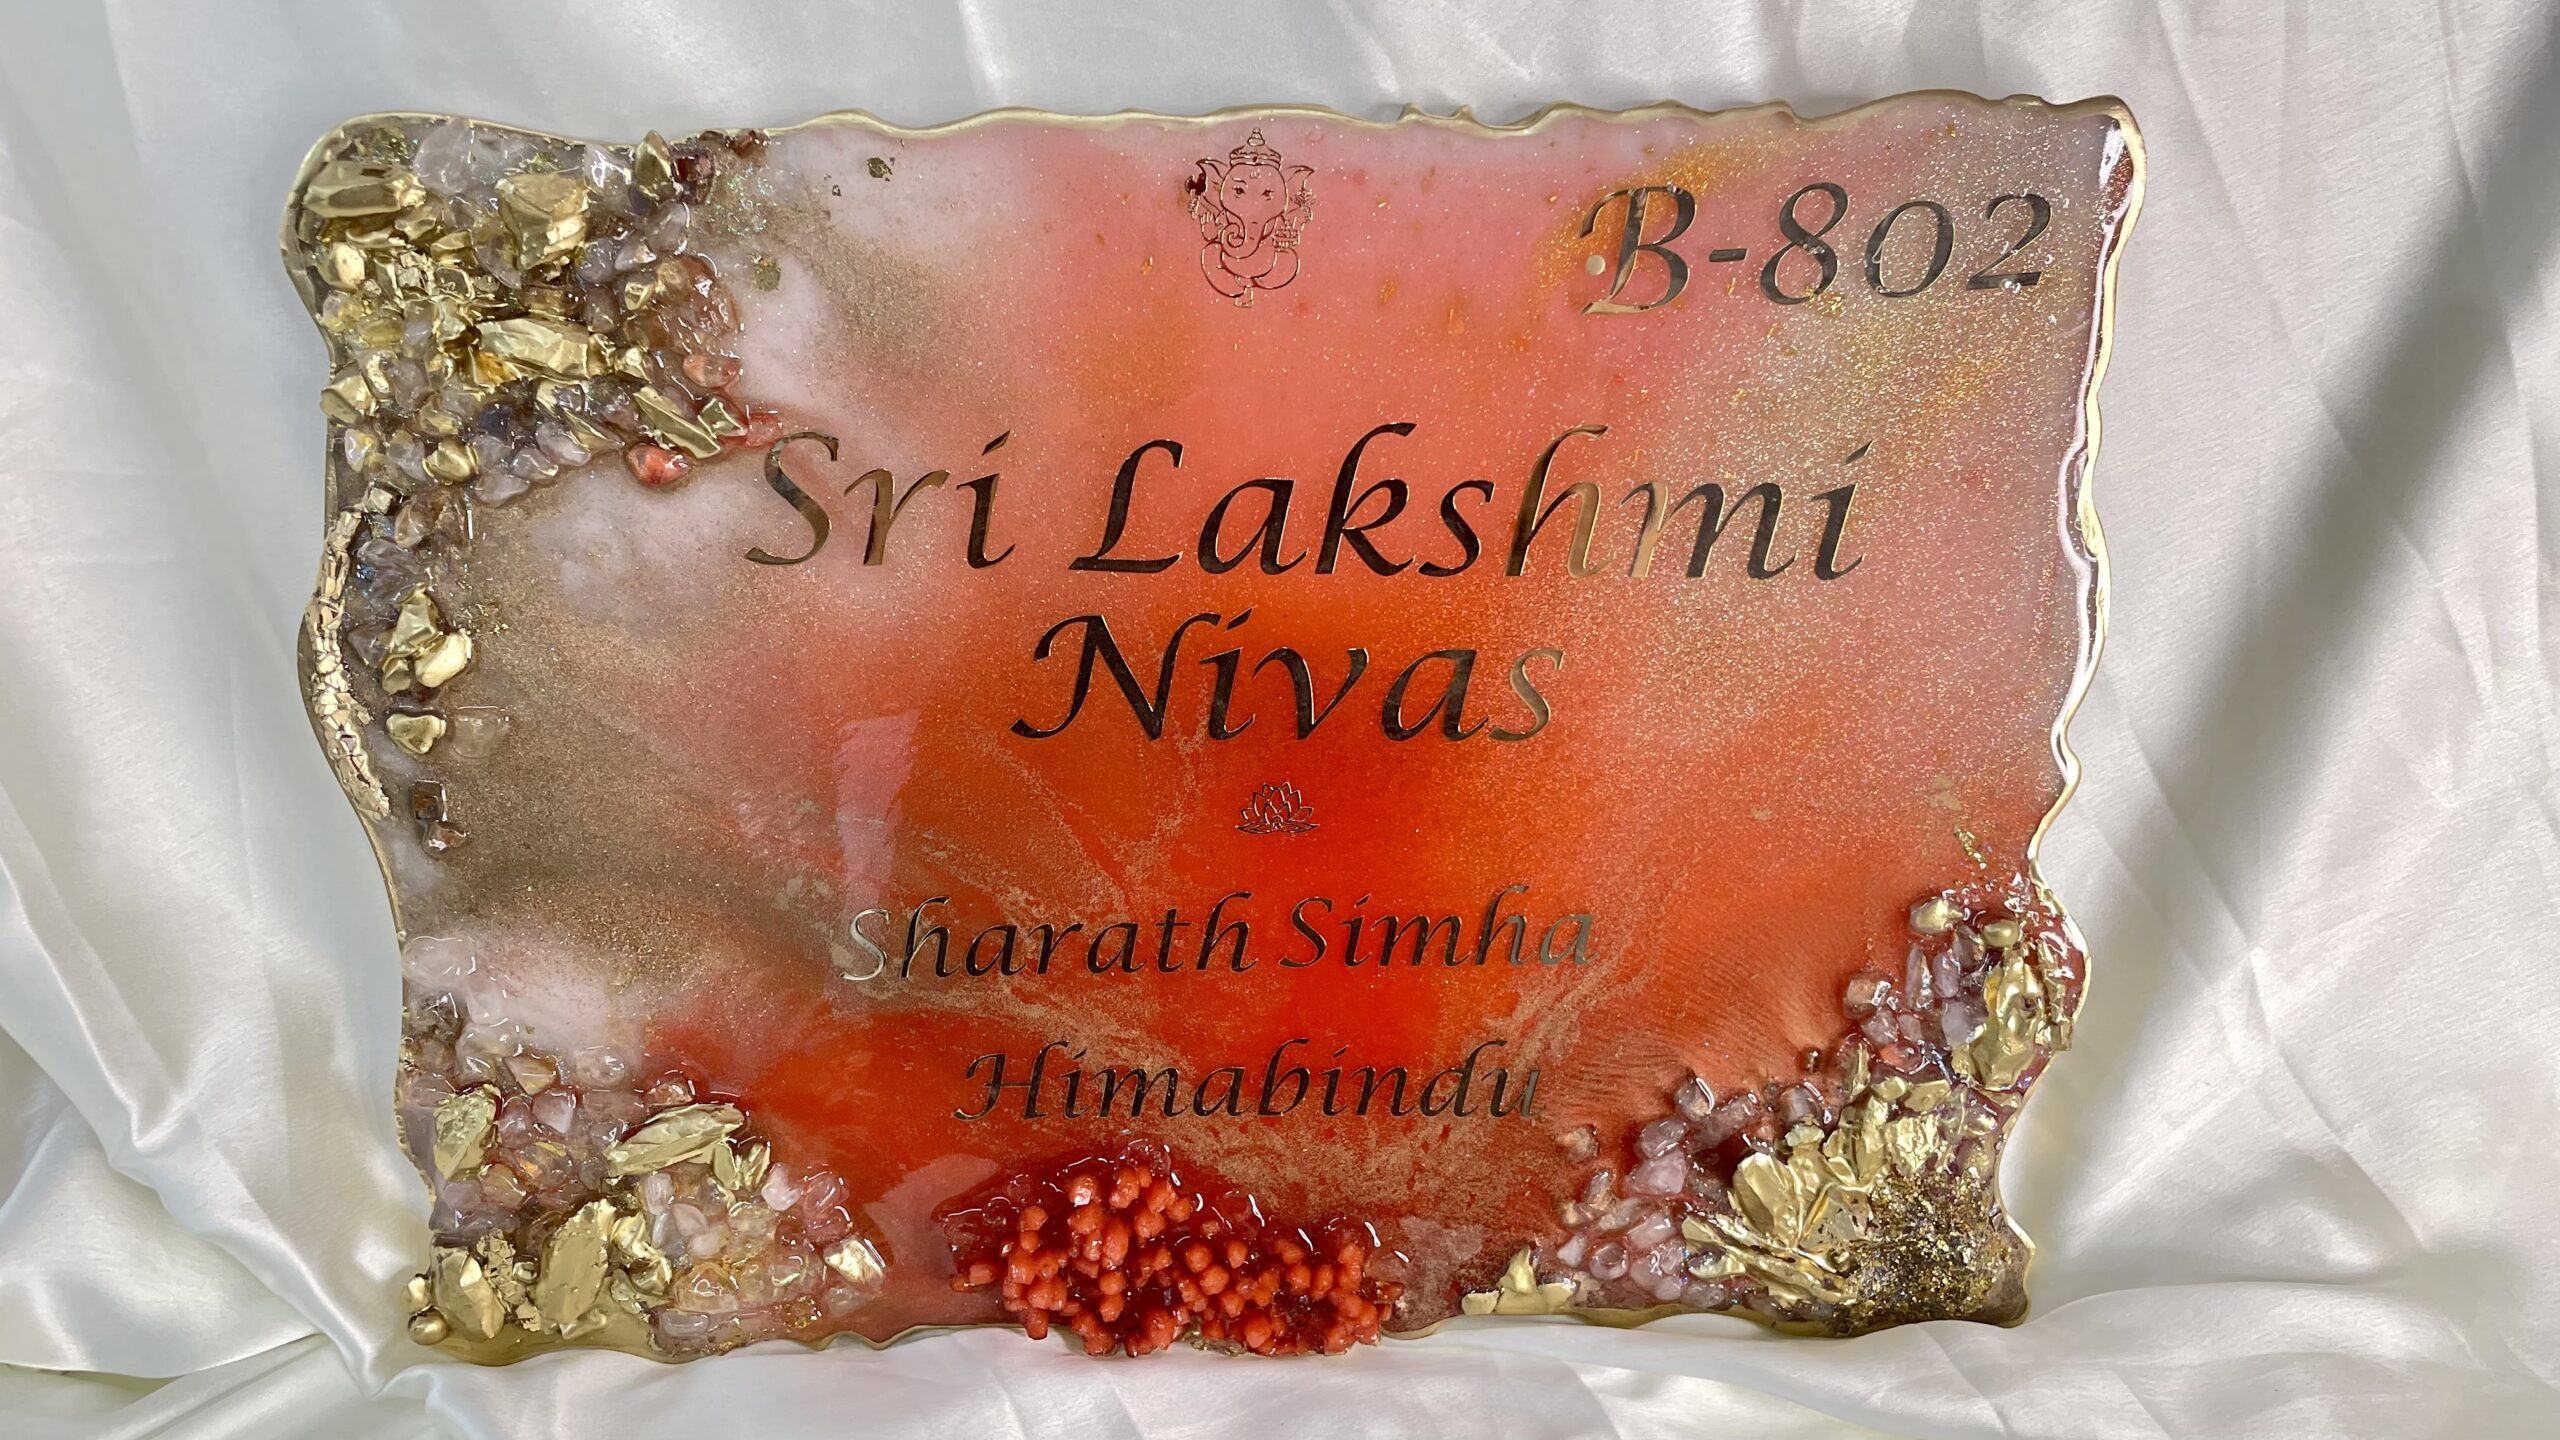 B-802
Sri Lakshmi
Nivas
Sharath Simha
Himabindu